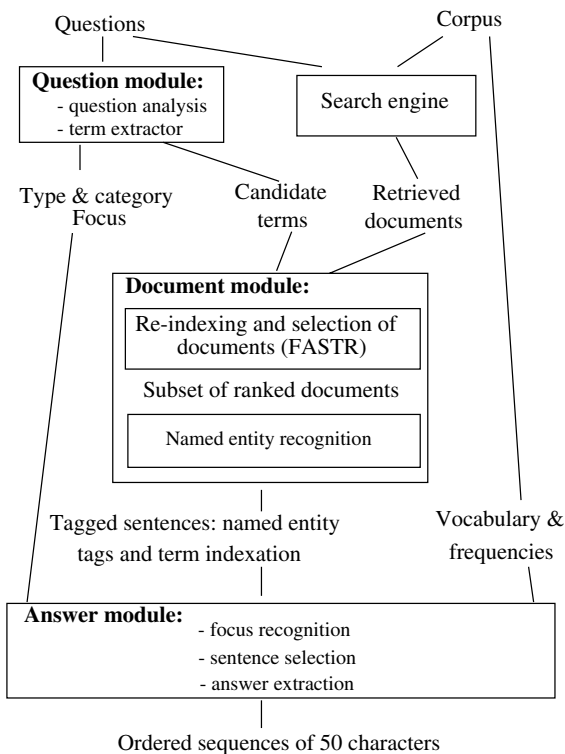 Questions
Corpus
Question module:
- question analysis
- term extractor
Search engine
Type & category
Focus
Candidate
terms
Retrieved
documents
Document module:
Re-indexing and selection of
documents (FASTR)
Subset of ranked documents
Named entity recognition
Tagged sentences: named entity
tags and term indexation
Vocabulary &
frequencies
Answer module:
- focus recognition
- sentence selection
- answer extraction
Ordered sequences of 50 characters